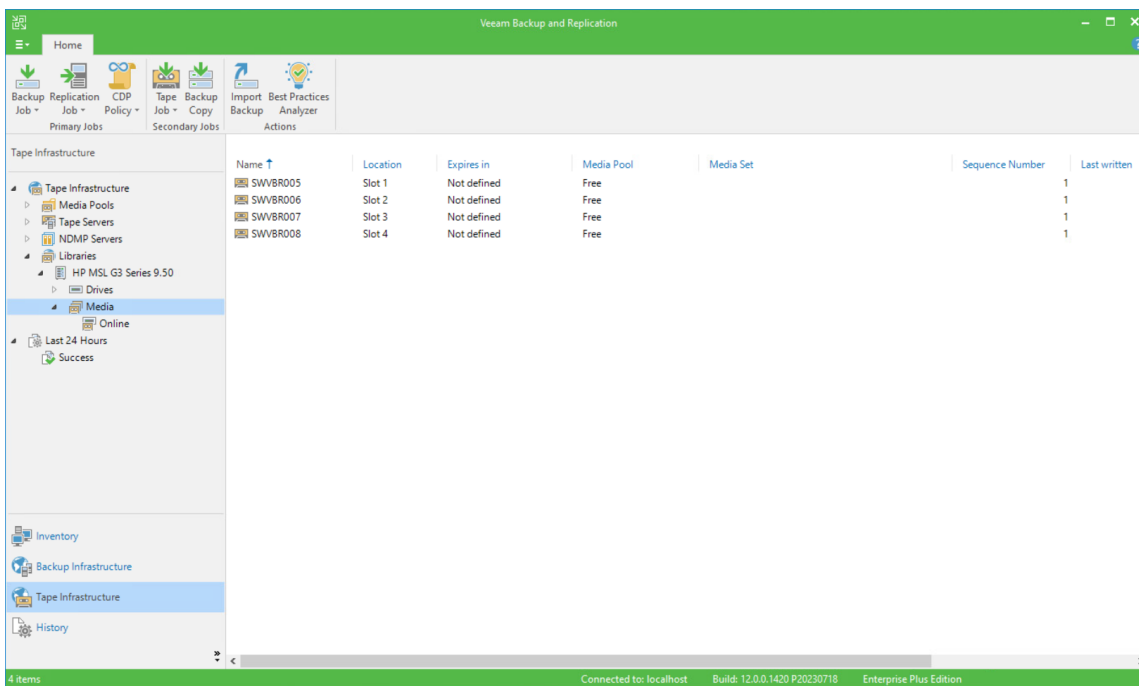 Veeam Backup and Replication
Home
Backup Job
Replication Job
CDP Policy
Tape Job
Backup Copy
Import Backup
Best Practices Analyzer
Primary Jobs
Secondary Jobs
Actions
Tape Infrastructure
Tape Infrastructure
Media Pools
Tape Servers
NDMP Servers
Libraries
HP MSL G3 Series 9.50
Drives
Media
Online
Last 24 Hours
Success
Inventory
Backup Infrastructure
Tape Infrastructure
History
Name Location Expires in Media Pool Media Set Sequence Number Last written
SWVBR005 Slot 1 Not defined Free 1
SWVBR006 Slot 2 Not defined Free 1
SWVBR007 Slot 3 Not defined Free 1
SWVBR008 Slot 4 Not defined Free 1
4 items Connected to: localhost Build: 12.0.0.1420 P20230718 Enterprise Plus Edition